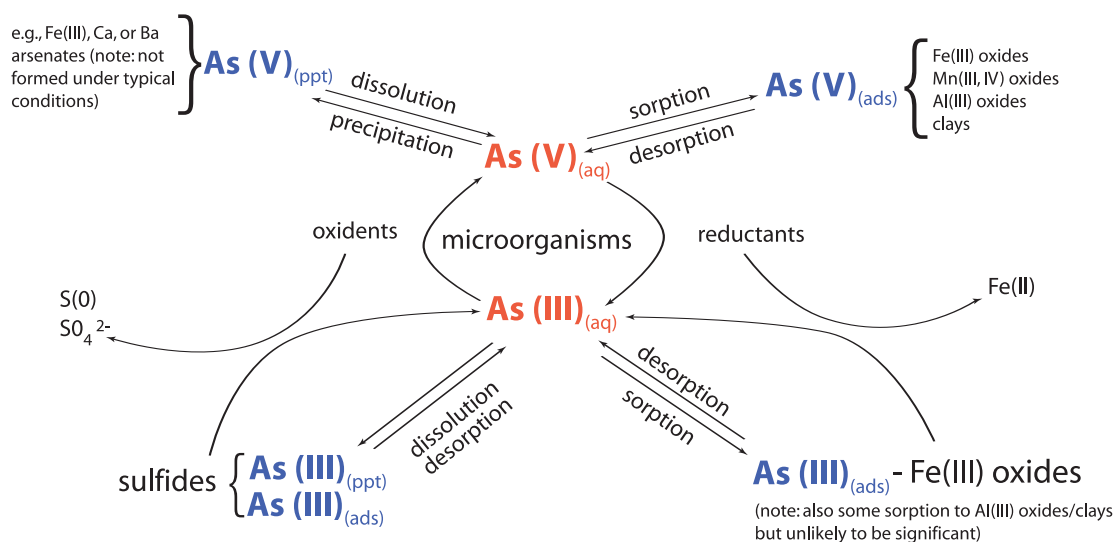 e.g., Fe(III), Ca, or Ba
arsenates (note: not
formed under typical
conditions)
As (V)(ppt)
dissolution
precipitation
sorption
desorption
As (V)(ads)
Fe(III) oxides
Mn(III, IV) oxides
Al(III) oxides
clays
As (V)(aq)
oxidents
microorganisms
reductants
S(0)
S0₄²⁻
Fe(II)
As (III)(aq)
dissolution
desorption
desorption
sorption
sulfides
As (III)(ppt)
As (III)(ads)
As (III)(ads) - Fe(III) oxides
(note: also some sorption to Al(III) oxides/clays
but unlikely to be significant)